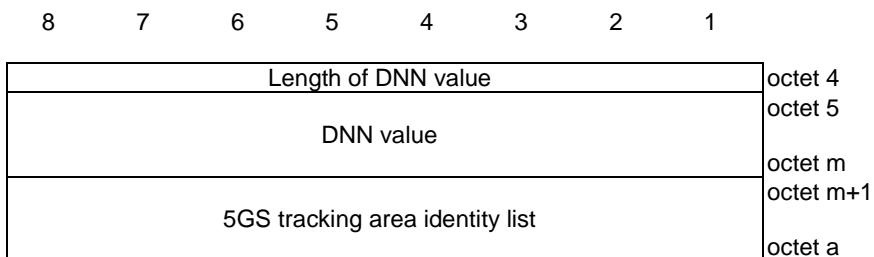 8 7 6 5 4 3 2 1
Length of DNN value octet 4
octet 5
DNN value
octet m
octet m+1
5GS tracking area identity list
octet a